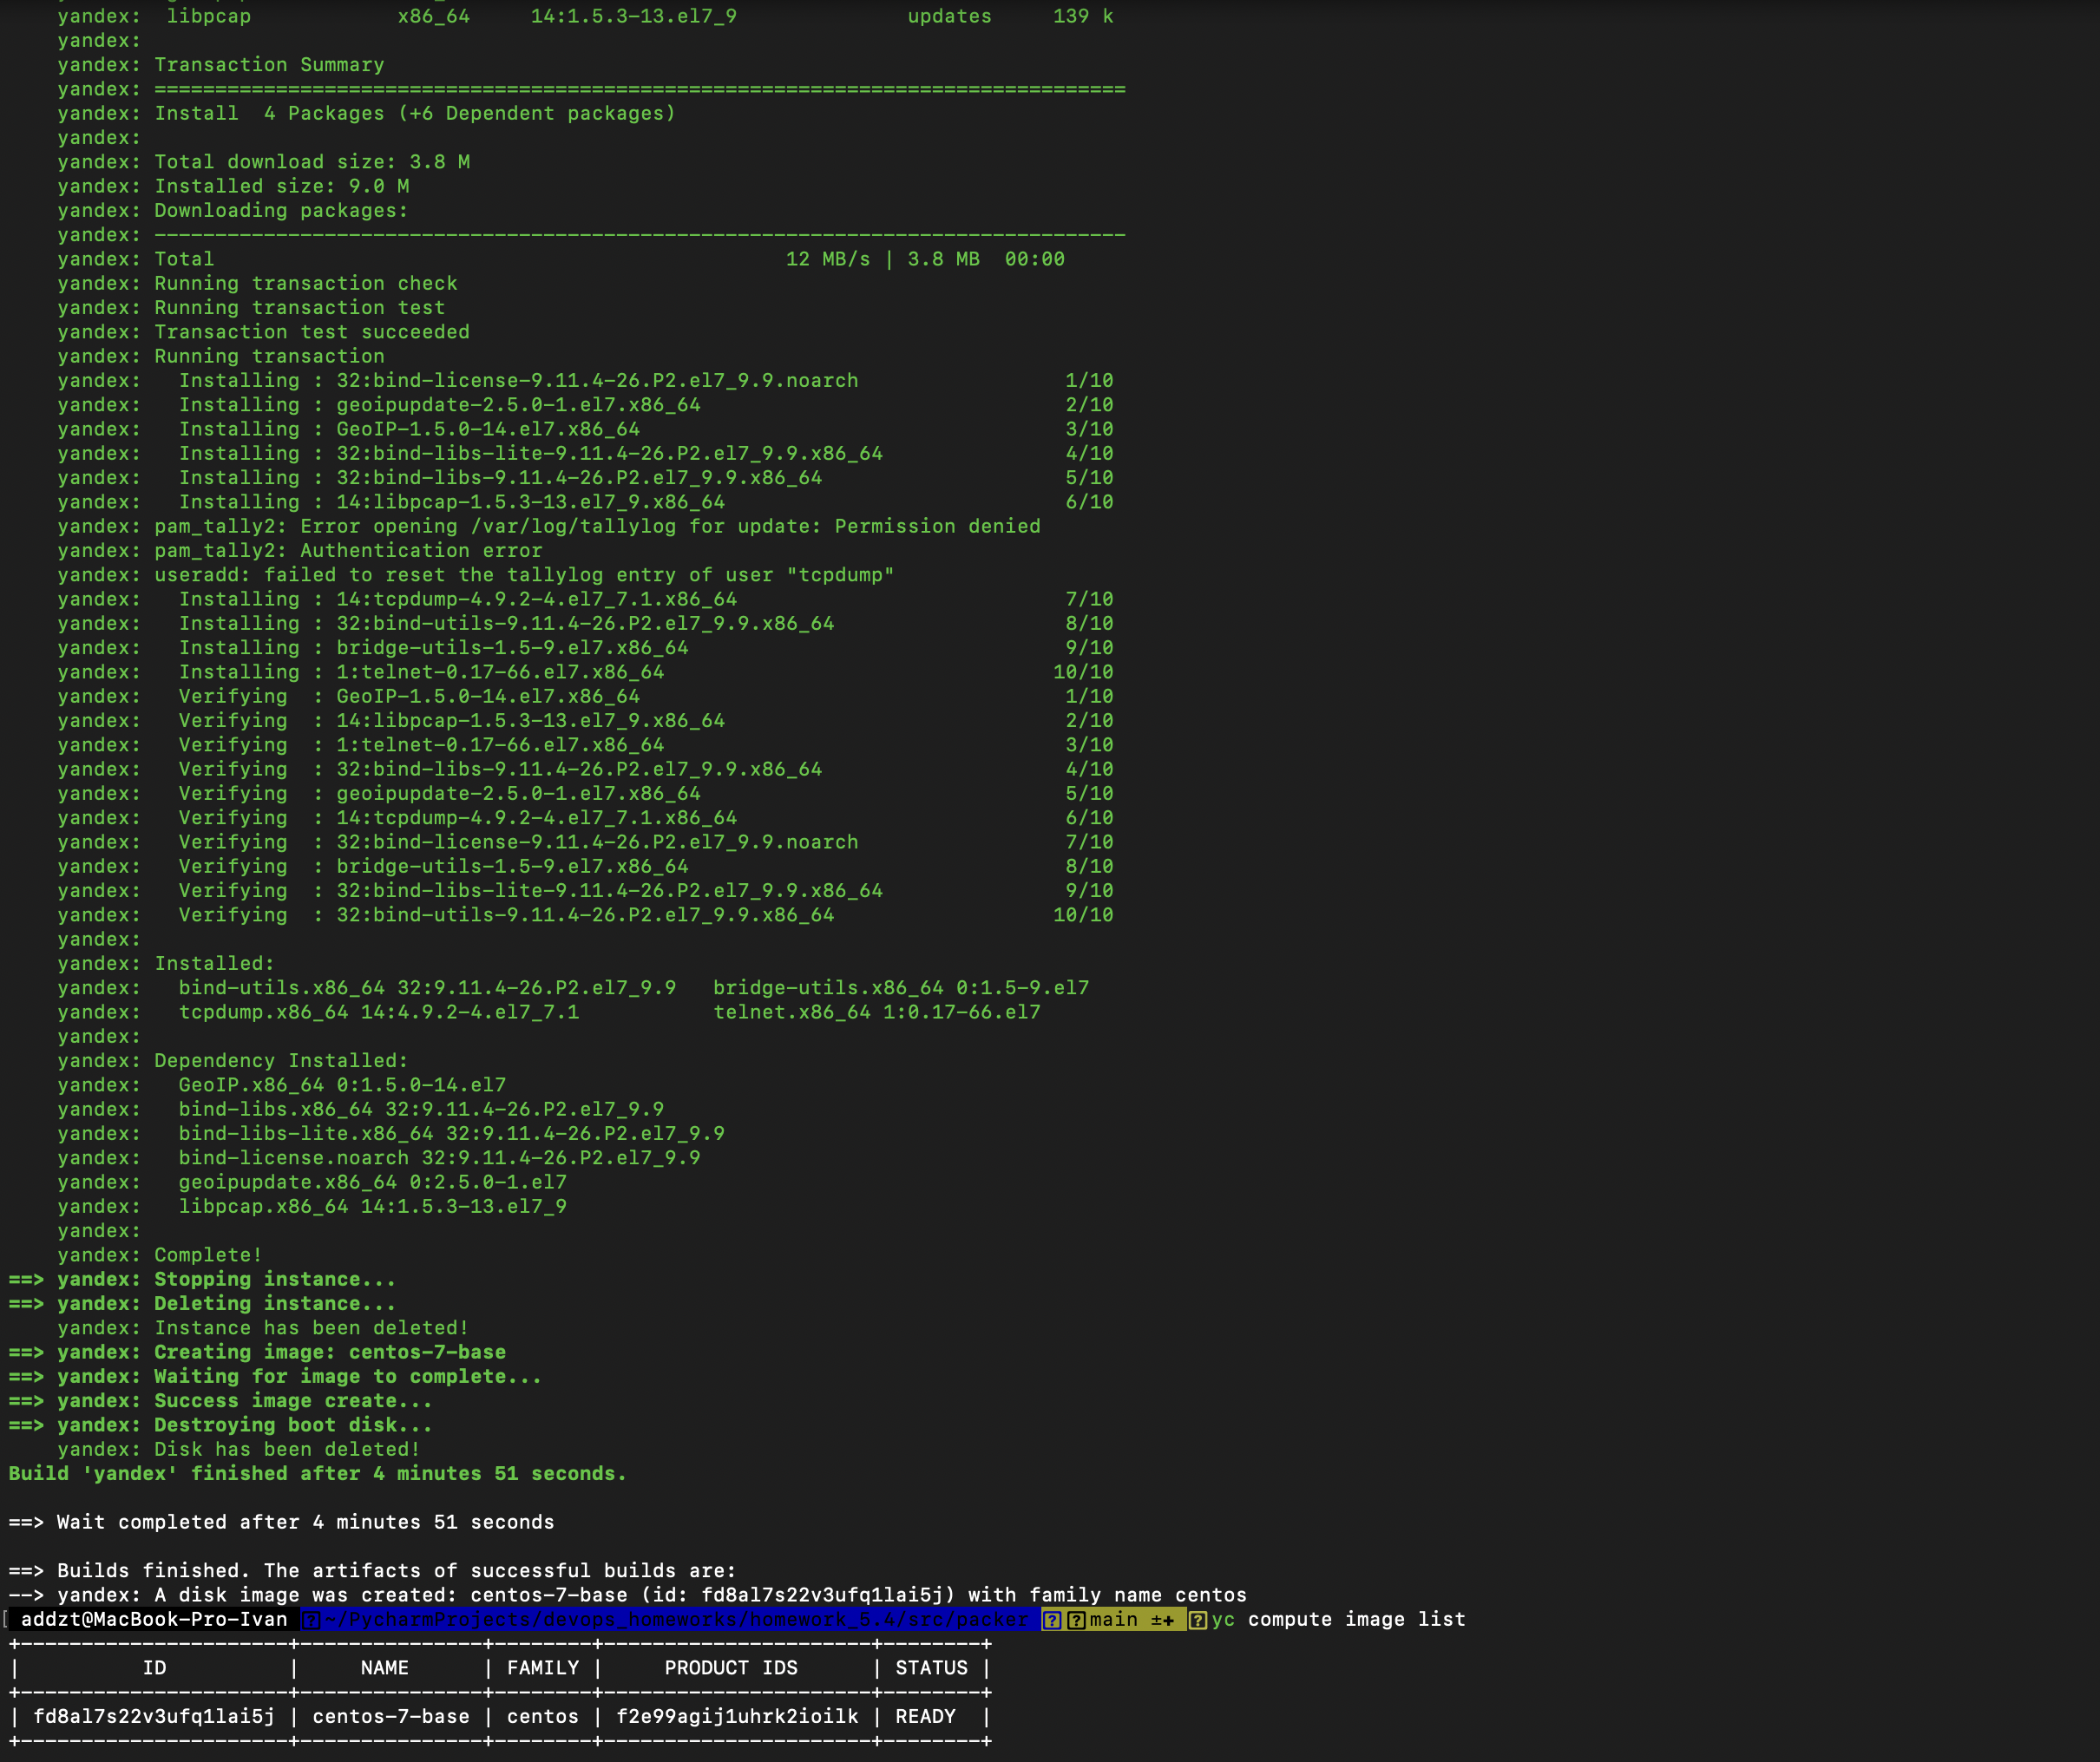 yandex:  libpcap            x86_64     14:1.5.3-13.el7_9              updates     139 k
yandex:
yandex: Transaction Summary
yandex: ================================================================================
yandex: Install  4 Packages (+6 Dependent packages)
yandex:
yandex: Total download size: 3.8 M
yandex: Installed size: 9.0 M
yandex: Downloading packages:
yandex: --------------------------------------------------------------------------------
yandex: Total                                               12 MB/s | 3.8 MB  00:00
yandex: Running transaction check
yandex: Running transaction test
yandex: Transaction test succeeded
yandex: Running transaction
yandex:   Installing : 32:bind-license-9.11.4-26.P2.el7_9.9.noarch                 1/10
yandex:   Installing : geoipupdate-2.5.0-1.el7.x86_64                              2/10
yandex:   Installing : GeoIP-1.5.0-14.el7.x86_64                                   3/10
yandex:   Installing : 32:bind-libs-lite-9.11.4-26.P2.el7_9.9.x86_64               4/10
yandex:   Installing : 32:bind-libs-9.11.4-26.P2.el7_9.9.x86_64                    5/10
yandex:   Installing : 14:libpcap-1.5.3-13.el7_9.x86_64                            6/10
yandex: pam_tally2: Error opening /var/log/tallylog for update: Permission denied
yandex: pam_tally2: Authentication error
yandex: useradd: failed to reset the tallylog entry of user "tcpdump"
yandex:   Installing : 14:tcpdump-4.9.2-4.el7_7.1.x86_64                           7/10
yandex:   Installing : 32:bind-utils-9.11.4-26.P2.el7_9.9.x86_64                   8/10
yandex:   Installing : bridge-utils-1.5-9.el7.x86_64                               9/10
yandex:   Installing : 1:telnet-0.17-66.el7.x86_64                                10/10
yandex:   Verifying  : GeoIP-1.5.0-14.el7.x86_64                                   1/10
yandex:   Verifying  : 14:libpcap-1.5.3-13.el7_9.x86_64                            2/10
yandex:   Verifying  : 1:telnet-0.17-66.el7.x86_64                                 3/10
yandex:   Verifying  : 32:bind-libs-9.11.4-26.P2.el7_9.9.x86_64                    4/10
yandex:   Verifying  : geoipupdate-2.5.0-1.el7.x86_64                              5/10
yandex:   Verifying  : 14:tcpdump-4.9.2-4.el7_7.1.x86_64                           6/10
yandex:   Verifying  : 32:bind-license-9.11.4-26.P2.el7_9.9.noarch                 7/10
yandex:   Verifying  : bridge-utils-1.5-9.el7.x86_64                               8/10
yandex:   Verifying  : 32:bind-libs-lite-9.11.4-26.P2.el7_9.9.x86_64               9/10
yandex:   Verifying  : 32:bind-utils-9.11.4-26.P2.el7_9.9.x86_64                  10/10
yandex:
yandex: Installed:
yandex:   bind-utils.x86_64 32:9.11.4-26.P2.el7_9.9   bridge-utils.x86_64 0:1.5-9.el7
yandex:   tcpdump.x86_64 14:4.9.2-4.el7_7.1           telnet.x86_64 1:0.17-66.el7
yandex:
yandex: Dependency Installed:
yandex:   GeoIP.x86_64 0:1.5.0-14.el7
yandex:   bind-libs.x86_64 32:9.11.4-26.P2.el7_9.9
yandex:   bind-libs-lite.x86_64 32:9.11.4-26.P2.el7_9.9
yandex:   bind-license.noarch 32:9.11.4-26.P2.el7_9.9
yandex:   geoipupdate.x86_64 0:2.5.0-1.el7
yandex:   libpcap.x86_64 14:1.5.3-13.el7_9
yandex:
yandex: Complete!
==> yandex: Stopping instance...
==> yandex: Deleting instance...
yandex: Instance has been deleted!
==> yandex: Creating image: centos-7-base
==> yandex: Waiting for image to complete...
==> yandex: Success image create...
==> yandex: Destroying boot disk...
yandex: Disk has been deleted!
Build 'yandex' finished after 4 minutes 51 seconds.
==> Wait completed after 4 minutes 51 seconds
==> Builds finished. The artifacts of successful builds are:
--> yandex: A disk image was created: centos-7-base (id: fd8al7s22v3ufq1lai5j) with family name centos
addzt@MacBook-Pro-Ivan ~/PycharmProjects/devops_homeworks/homework_5.4/src/packer main ±✚ yc compute image list
+----------------------+---------------+--------+----------------------+--------+
|          ID          |     NAME      | FAMILY |     PRODUCT IDS      | STATUS |
+----------------------+---------------+--------+----------------------+--------+
| fd8al7s22v3ufq1lai5j | centos-7-base | centos | f2e99agij1uhrk2ioilk | READY  |
+----------------------+---------------+--------+----------------------+--------+